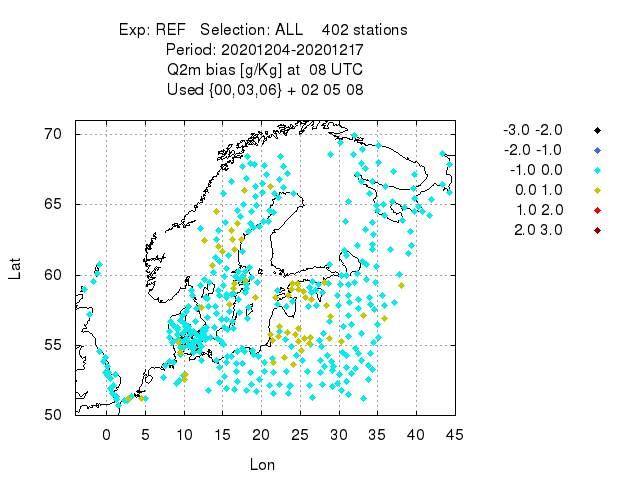 Exp: REF Selection: ALL 402 stations
Period: 20201204-20201217
Q2m bias [g/Kg] at 08 UTC
Used {00,03,06} + 02 05 08
-3.0 -2.0
-2.0 -1.0
-1.0 0.0
0.0 1.0
1.0 2.0
2.0 3.0
70
65
60
55
50
Lat
0 5 10 15 20 25 30 35 40 45
Lon